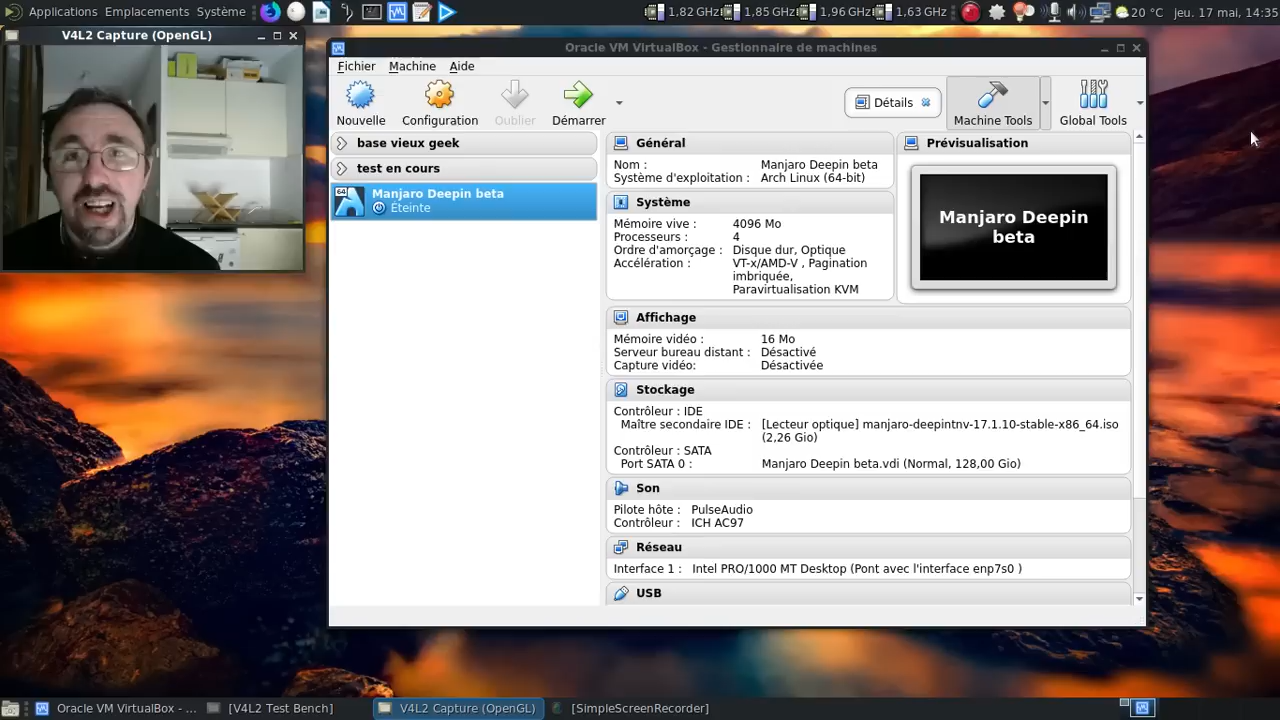 Applications Emplacements Système
1,82 GHz 1,85 GHz 1,96 GHz 1,63 GHz 20 °C jeu. 17 mai, 14:35
V4L2 Capture (OpenGL)
Oracle VM VirtualBox - Gestionnaire de machines
Fichier Machine Aide
Nouvelle Configuration Oublier Démarrer
Détails Machine Tools Global Tools
base vieux geek
test en cours
64
Manjaro Deepin beta
Éteinte
Général
Nom : Manjaro Deepin beta
Système d'exploitation : Arch Linux (64-bit)
Système
Mémoire vive : 4096 Mo
Processeurs : 4
Ordre d'amorçage : Disque dur, Optique
Accélération : VT-x/AMD-V , Pagination
imbriquée,
Paravirtualisation KVM
Prévisualisation
Manjaro Deepin
beta
Affichage
Mémoire vidéo : 16 Mo
Serveur bureau distant : Désactivé
Capture vidéo: Désactivée
Stockage
Contrôleur : IDE
Maître secondaire IDE : [Lecteur optique] manjaro-deepintnv-17.1.10-stable-x86_64.iso
(2,26 Gio)
Contrôleur : SATA
Port SATA 0 : Manjaro Deepin beta.vdi (Normal, 128,00 Gio)
Son
Pilote hôte : PulseAudio
Contrôleur : ICH AC97
Réseau
Interface 1 : Intel PRO/1000 MT Desktop (Pont avec l'interface enp7s0 )
USB
Oracle VM VirtualBox - ... [V4L2 Test Bench] V4L2 Capture (OpenGL) [SimpleScreenRecorder]